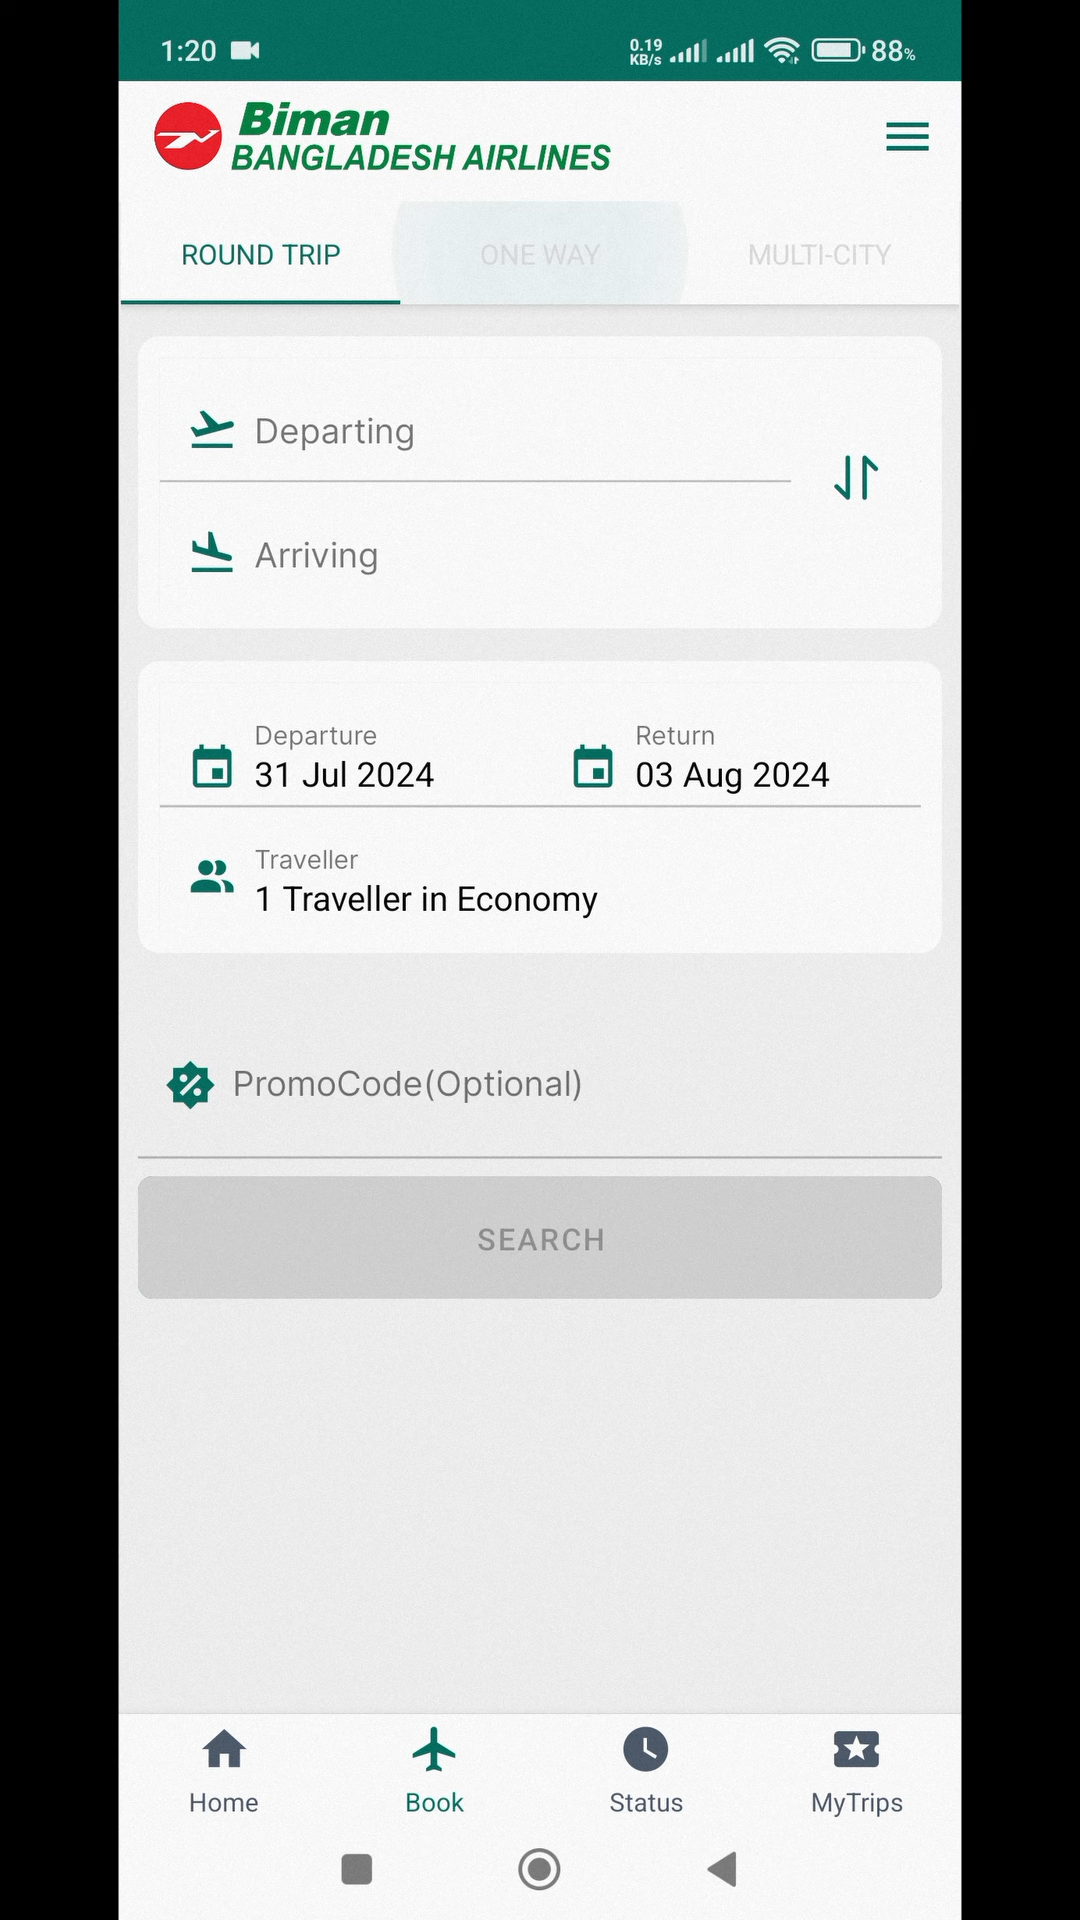 1:20 0.19 KB/s 88%
Biman
BANGLADESH AIRLINES
ROUND TRIP ONE WAY MULTI-CITY
Departing
Arriving
Departure Return
31 Jul 2024 03 Aug 2024
Traveller
1 Traveller in Economy
PromoCode(Optional)
SEARCH
Home Book Status MyTrips